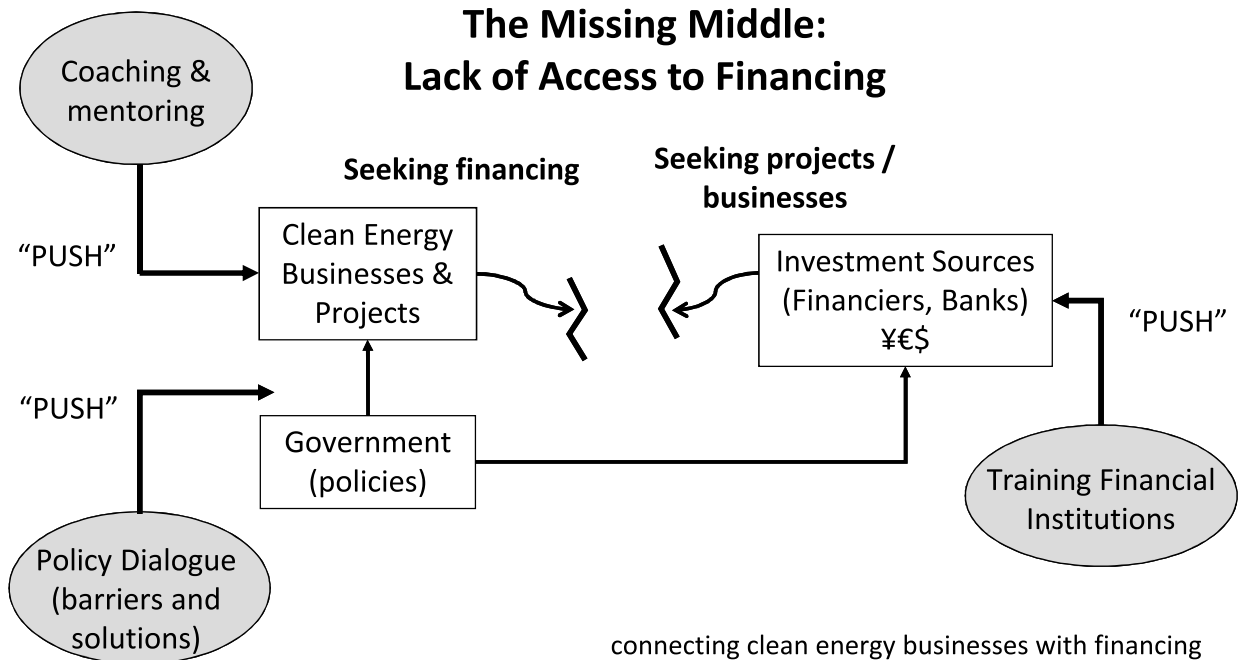 The Missing Middle:
Lack of Access to Financing
Coaching &
mentoring
Seeking financing
Seeking projects /
businesses
“PUSH”
Clean Energy
Businesses &
Projects
Investment Sources
(Financiers, Banks)
¥€$
“PUSH”
“PUSH”
Government
(policies)
Training Financial
Institutions
Policy Dialogue
(barriers and
solutions)
connecting clean energy businesses with financing